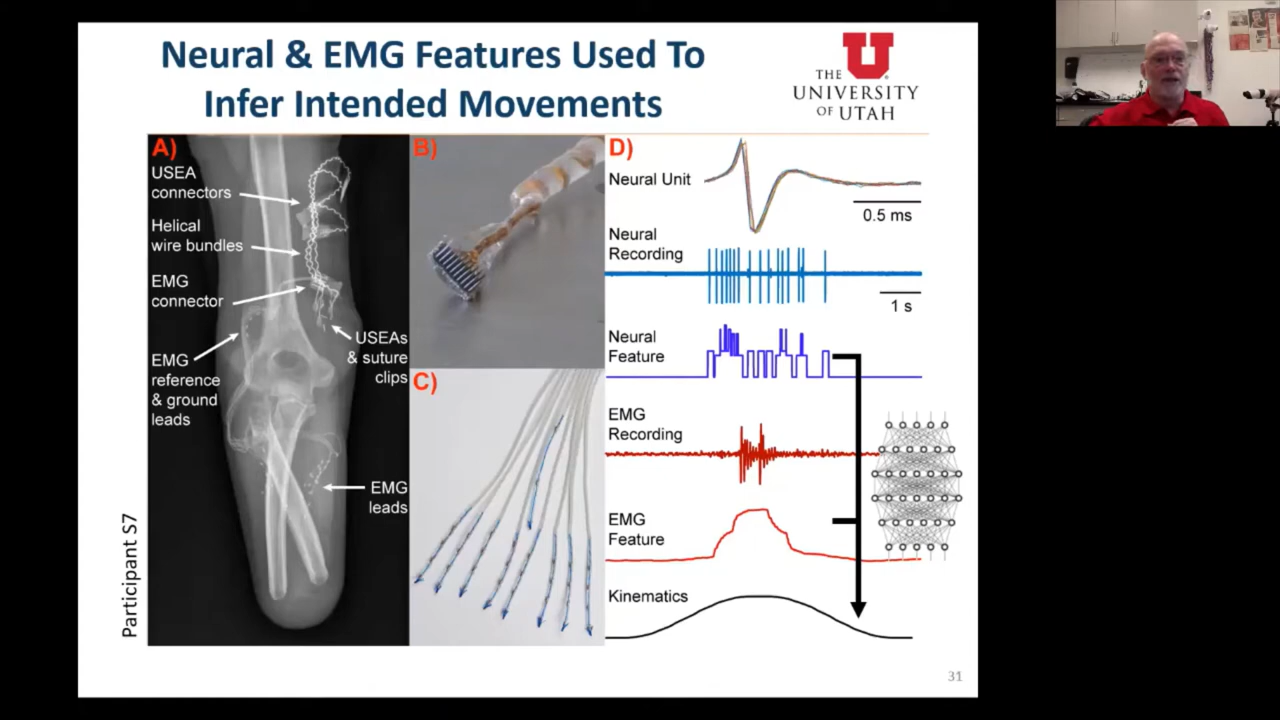 Neural & EMG Features Used To
Infer Intended Movements
THE
UNIVERSITY
OF UTAH
A)
USEA
connectors
Helical
wire bundles
EMG
connector
EMG
reference
& ground
leads
USEAs
& suture
clips
EMG
leads
Participant S7
B)
C)
D)
Neural Unit
0.5 ms
Neural
Recording
1 s
Neural
Feature
EMG
Recording
EMG
Feature
Kinematics
31